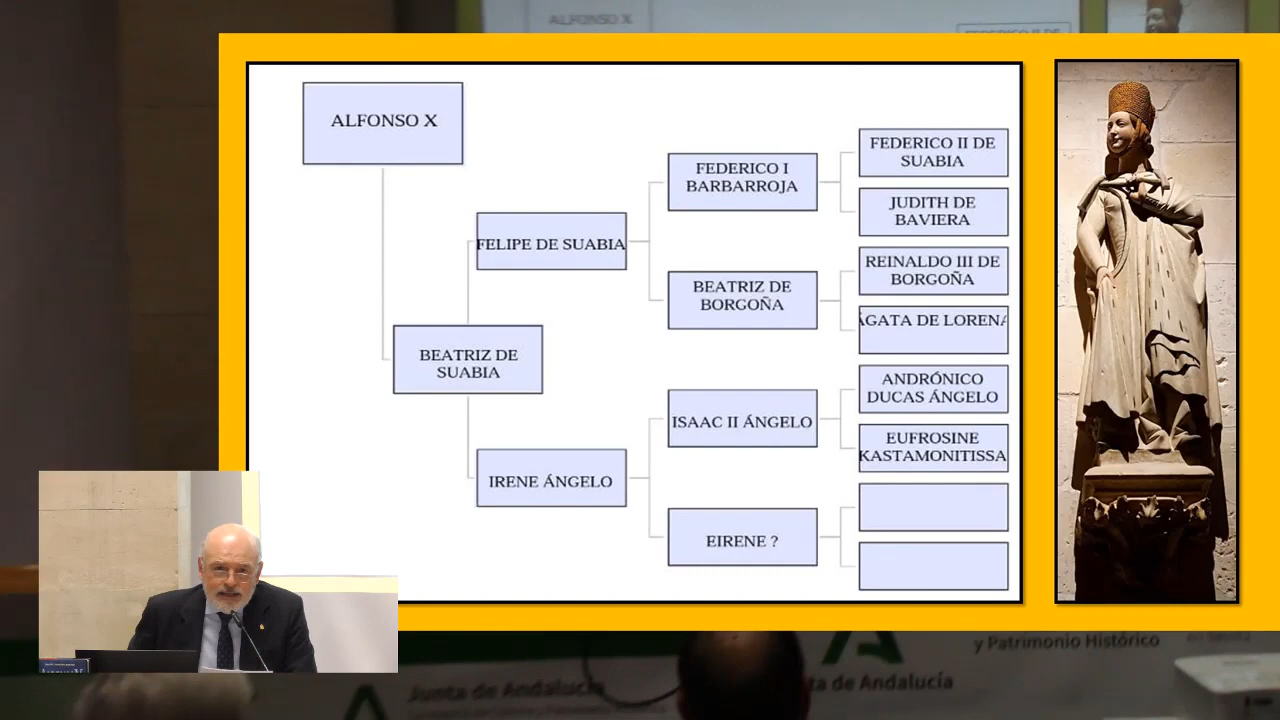 ALFONSO X
ALFONSO X
FEDERICO II DE
SUABIA
FEDERICO I
BARBARROJA
JUDITH DE
BAVIERA
FELIPE DE SUABIA
REINALDO III DE
BORGOÑA
BEATRIZ DE
BORGOÑA
ÁGATA DE LORENA
BEATRIZ DE
SUABIA
ANDRÓNICO
DUCAS ÁNGELO
ISAAC II ÁNGELO
EUFROSINE
KASTAMONITISSA
IRENE ÁNGELO
EIRENE ?
y Patrimonio Histórico
Junta de Andalucía
ta de Andalucía